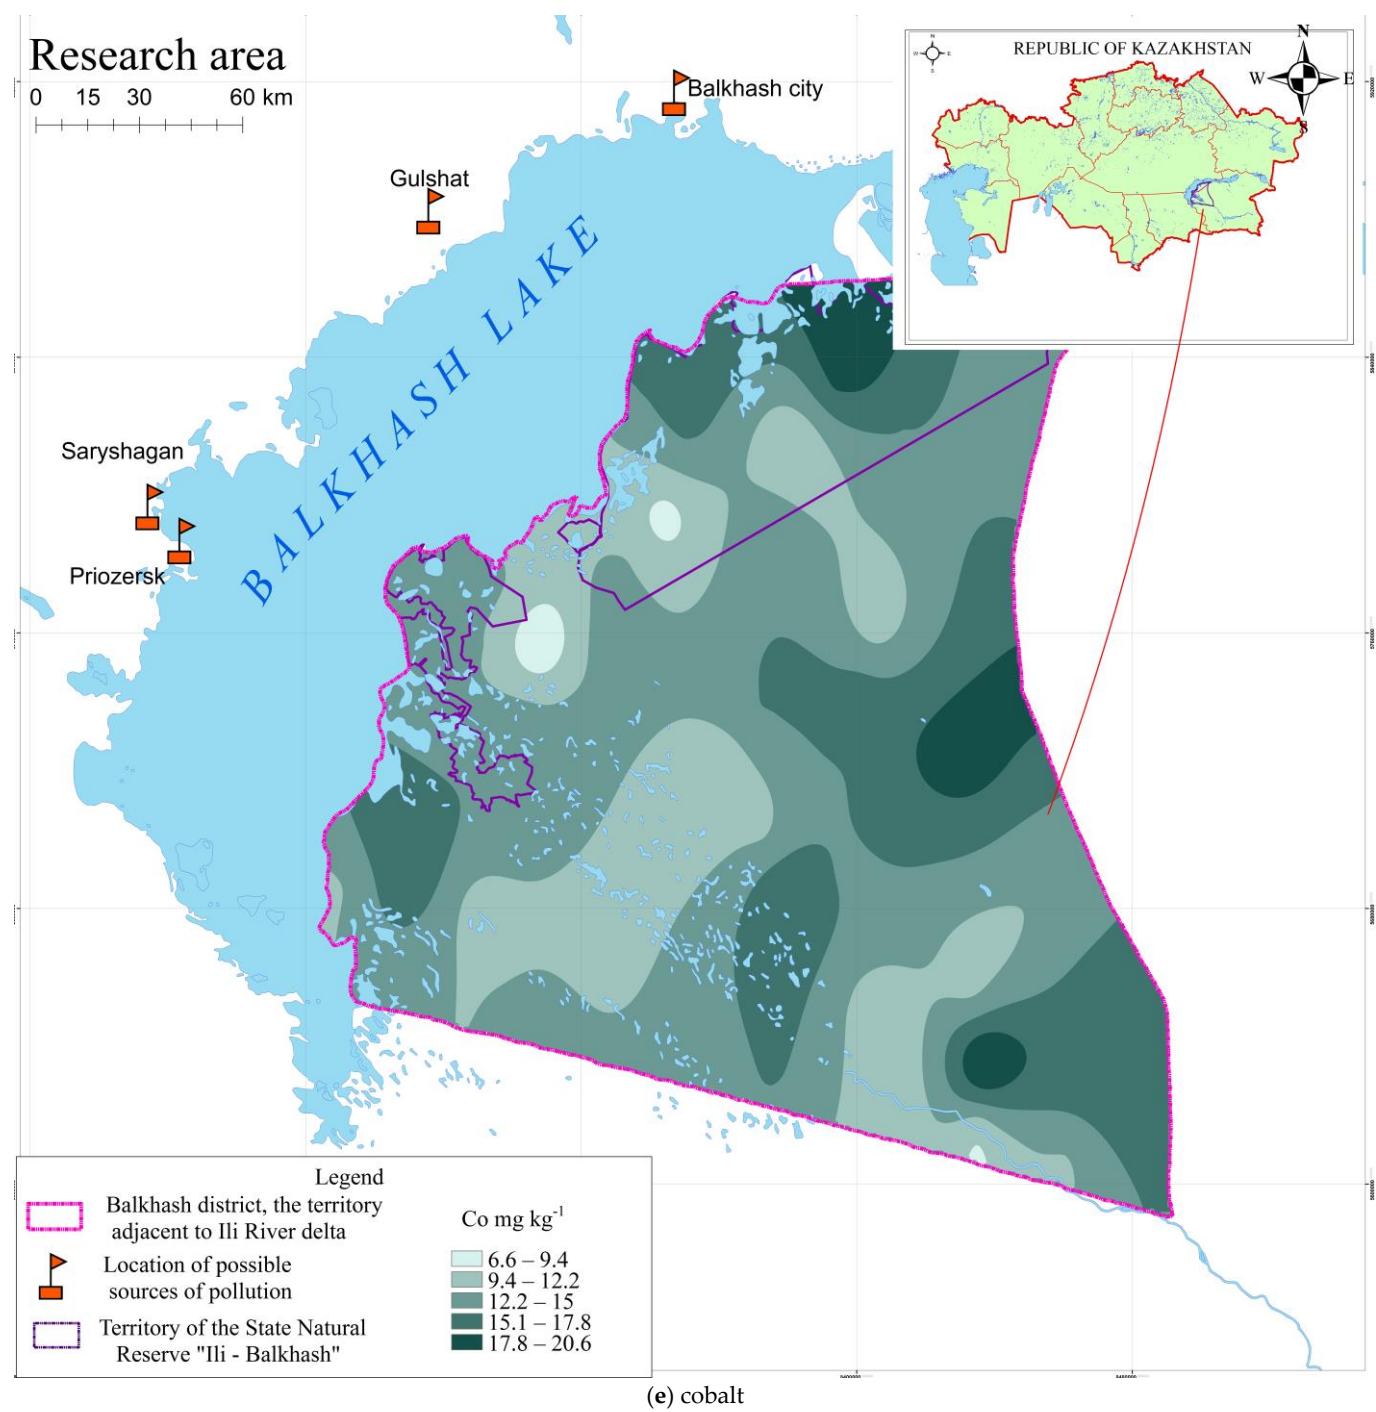 Research area
0 15 30 60 km
Balkhash city
Gulshat
Saryshagan
Priozersk
BALKHASH LAKE
REPUBLIC OF KAZAKHSTAN
N
W E
S
N
W E
S
Legend
Balkhash district, the territory
adjacent to Ili River delta
Location of possible
sources of pollution
Territory of the State Natural
Reserve "Ili - Balkhash"
Co mg kg-1
6.6 – 9.4
9.4 – 12.2
12.2 – 15
15.1 – 17.8
17.8 – 20.6
(e) cobalt